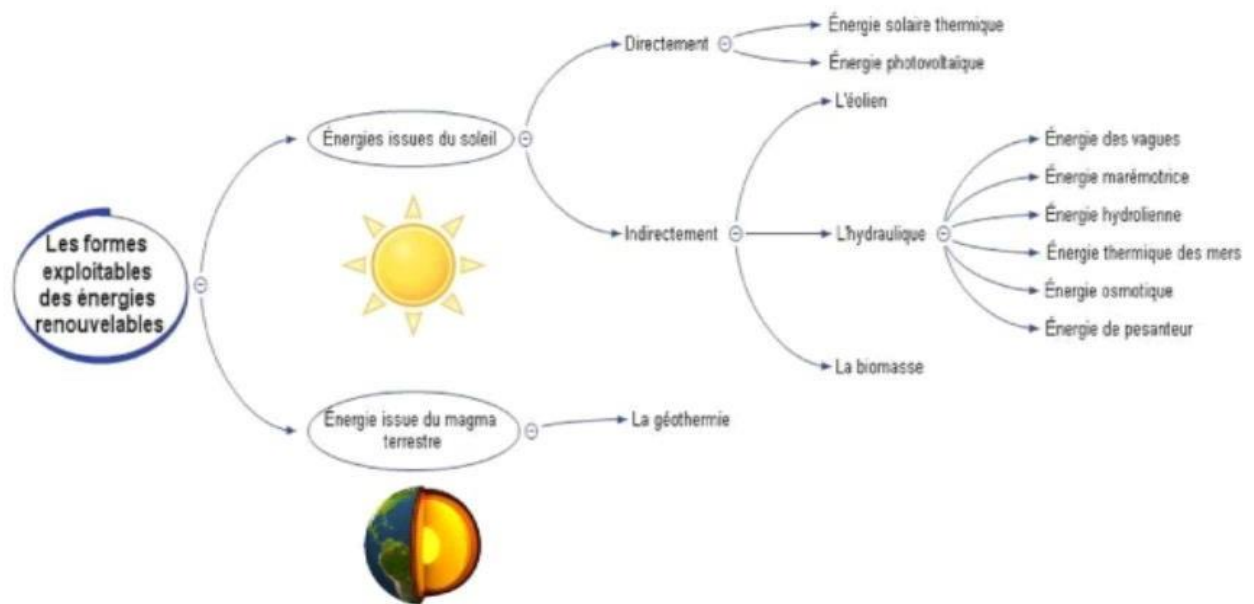 Les formes
exploitables
des énergies
renouvelables
Énergies issues du soleil
Directement
Énergie solaire thermique
Énergie photovoltaïque
Indirectement
L'éolien
L'hydraulique
Énergie des vagues
Énergie marémotrice
Énergie hydrolienne
Énergie thermique des mers
Énergie osmotique
Énergie de pesanteur
La biomasse
Énergie issue du magma
terrestre
La géothermie